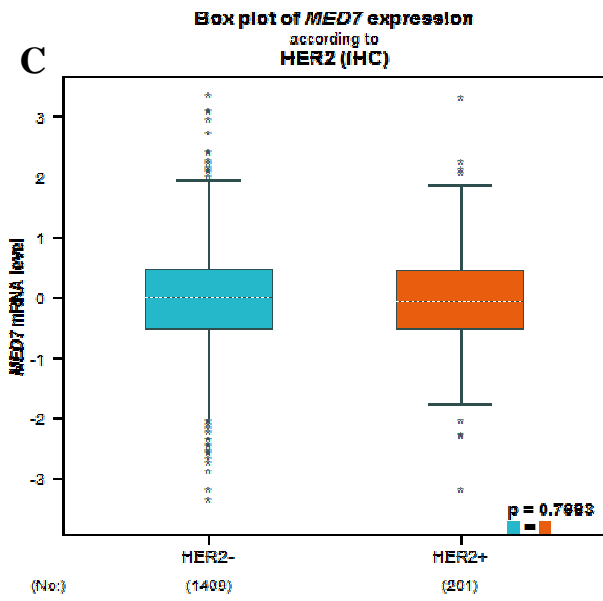 Box plot of MED7 expression
according to
HER2 (IHC)
C
3
2
1
0
-1
-2
-3
MED7 mRNA level
p = 0.7693
=
HER2- HER2+
(No:) (1409) (201)